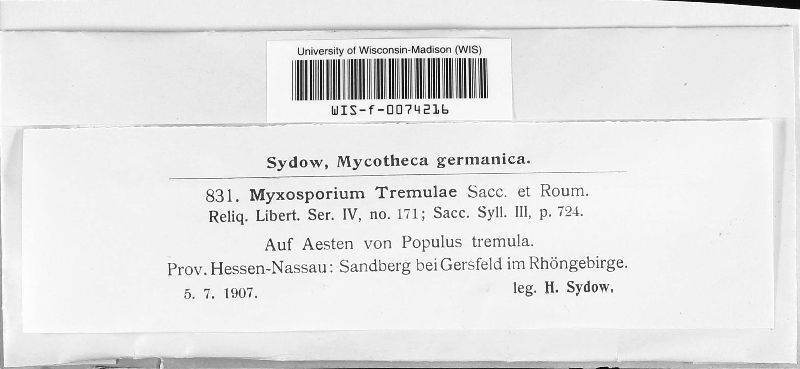 University of Wisconsin-Madison (WIS)
WIS-f-0074216
Sydow, Mycotheca germanica.
831. Myxosporium Tremulae Sacc. et Roum.
Reliq. Libert. Ser. IV, no. 171; Sacc. Syll. III, p. 724.
Auf Aesten von Populus tremula.
Prov. Hessen-Nassau: Sandberg bei Gersfeld im Rhöngebirge.
5. 7. 1907. leg. H. Sydow.